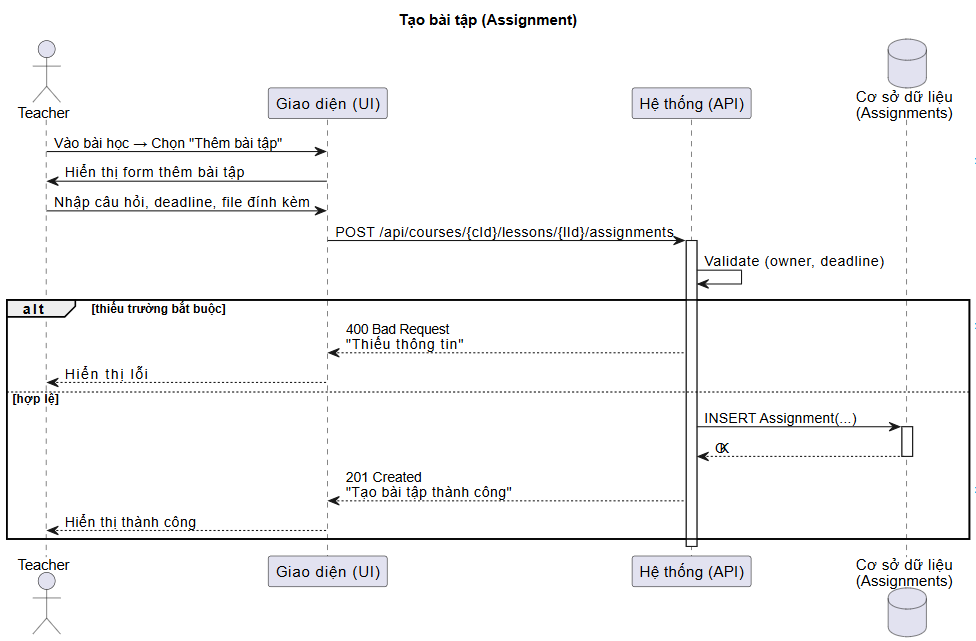 Tạo bài tập (Assignment)
Teacher
Giao diện (UI)
Hệ thống (API)
Cơ sở dữ liệu
(Assignments)
Vào bài học → Chọn "Thêm bài tập"
Hiển thị form thêm bài tập
Nhập câu hỏi, deadline, file đính kèm
POST /api/courses/{cId}/lessons/{lId}/assignments
Validate (owner, deadline)
alt
[thiếu trường bắt buộc]
400 Bad Request
"Thiếu thông tin"
Hiển thị lỗi
[hợp lệ]
INSERT Assignment(...)
OK
201 Created
"Tạo bài tập thành công"
Hiển thị thành công
Teacher
Giao diện (UI)
Hệ thống (API)
Cơ sở dữ liệu
(Assignments)